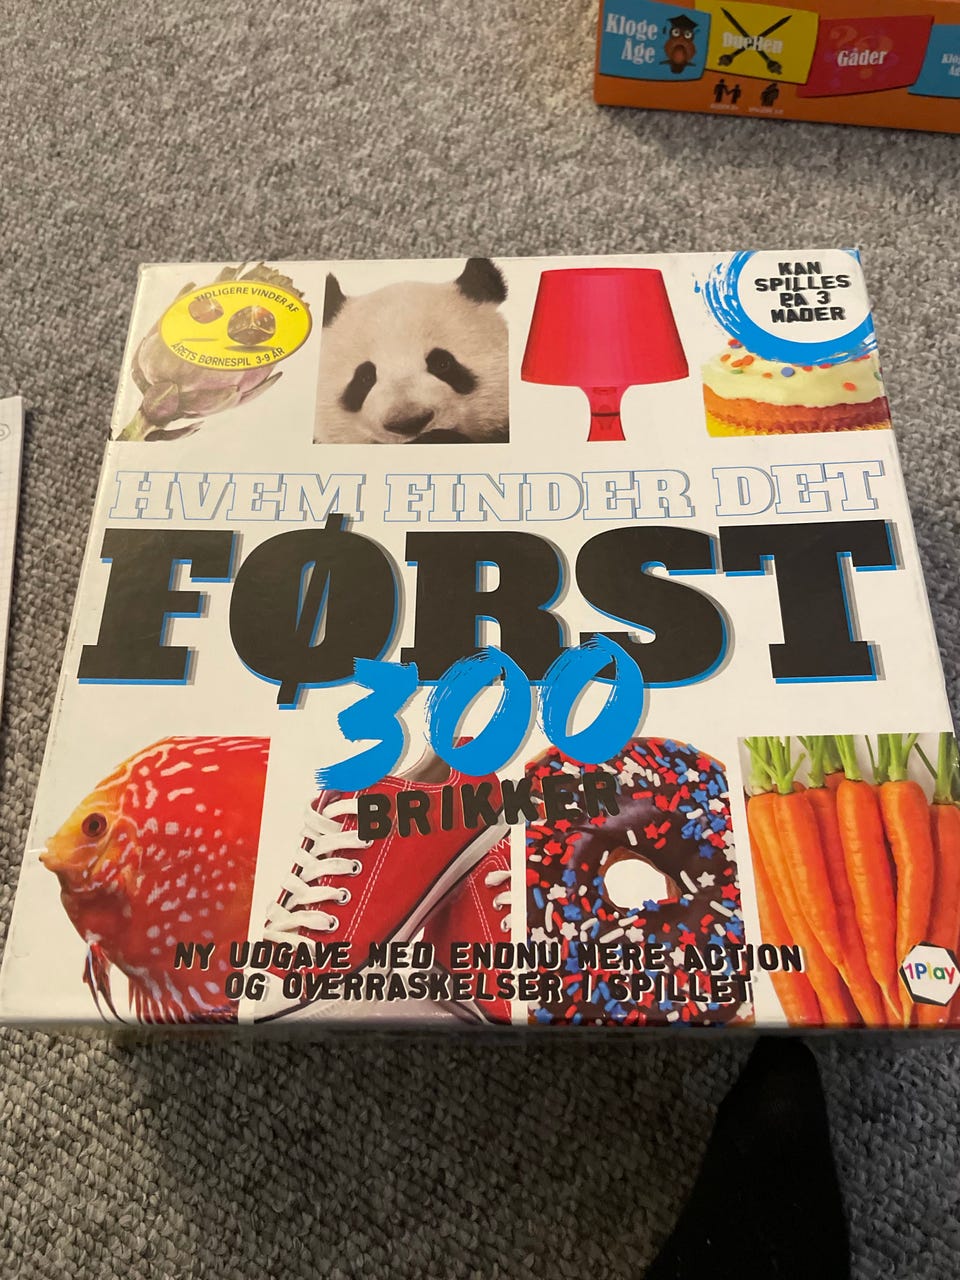 Kloge
Åge
Duellen
Gåder
TIDLIGERE VINDER AF
ÅRETS BØRNESPIL 3-9 ÅR
KAN
SPILLES
PÅ 3
MÅDER
HVEM FINDER DET
FØRST
300
BRIKKER
NY UDGAVE MED ENDNU MERE ACTION
OG OVERRASKELSER I SPILLET
1Play